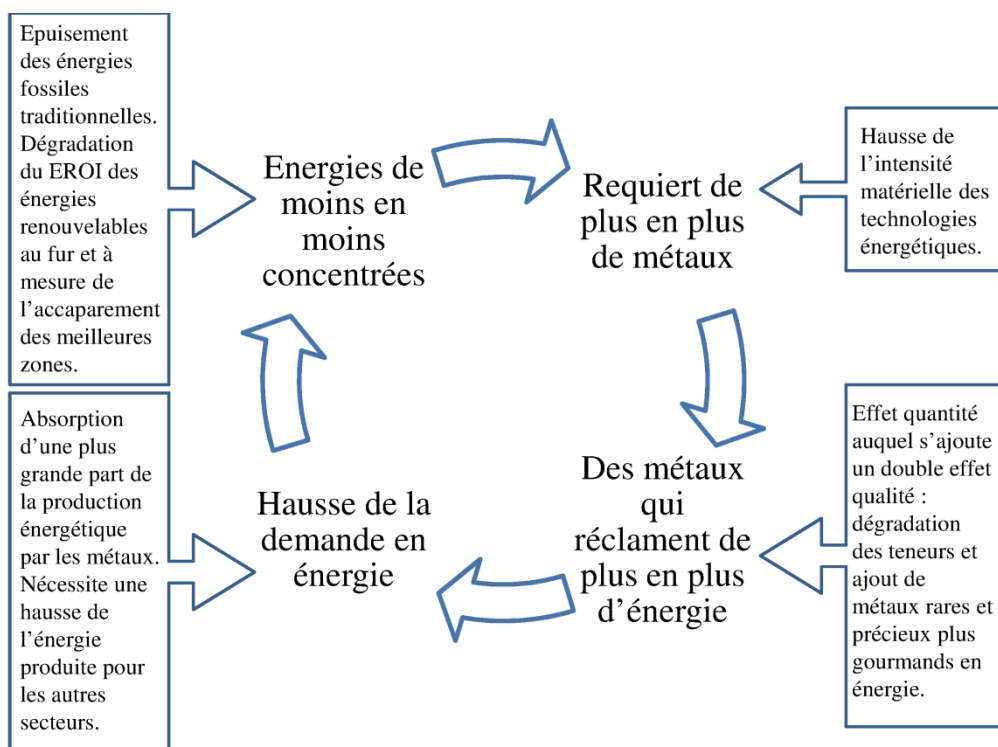 Epuisement
des énergies
fossiles
traditionnelles.
Dégradation
du EROI des
énergies
renouvelables
au fur et à
mesure de
l’accaparement
des meilleures
zones.
Energies de
moins en
moins
concentrées
Requiert de
plus en plus
de métaux
Hausse de
l’intensité
matérielle des
technologies
énergétiques.
Absorption
d’une plus
grande part de
la production
énergétique
par les métaux.
Nécessite une
hausse de
l’énergie
produite pour
les autres
secteurs.
Hausse de la
demande en
énergie
Des métaux
qui
réclament de
plus en plus
d’énergie
Effet quantité
auquel s’ajoute
un double effet
qualité :
dégradation
des teneurs et
ajout de
métaux rares et
précieux plus
gourmands en
énergie.